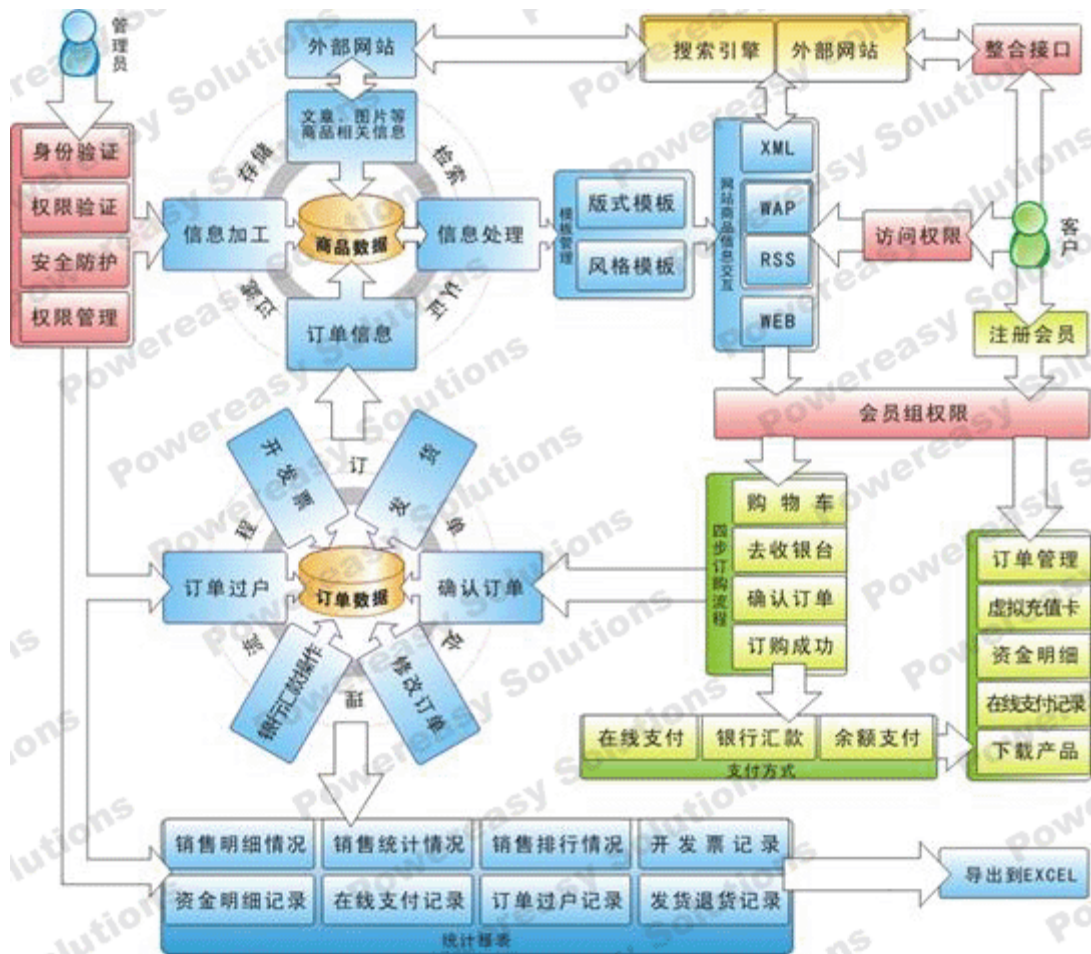 管理员
外部网站
搜索引擎
外部网站
整合接口
文章、图片等
商品相关信息
身份验证
权限验证
安全防护
权限管理
存储
检索
过滤
认证
信息加工
商品数据
信息处理
订单信息
模板管理
版式模板
风格模板
网站商品信息交互
XML
WAP
RSS
WEB
访问权限
客户
注册会员
会员组权限
开发票
发货
订单处理流程
订单过户
订单数据
确认订单
银行汇款操作
修改订单
四步订购流程
购物车
去收银台
确认订单
订购成功
订单管理
虚拟充值卡
资金明细
在线支付记录
下载产品
在线支付
银行汇款
余额支付
支付方式
销售明细情况
销售统计情况
销售排行情况
开发票记录
资金明细记录
在线支付记录
订单过户记录
发货退货记录
统计报表
导出到EXCEL
Powereasy Solutions